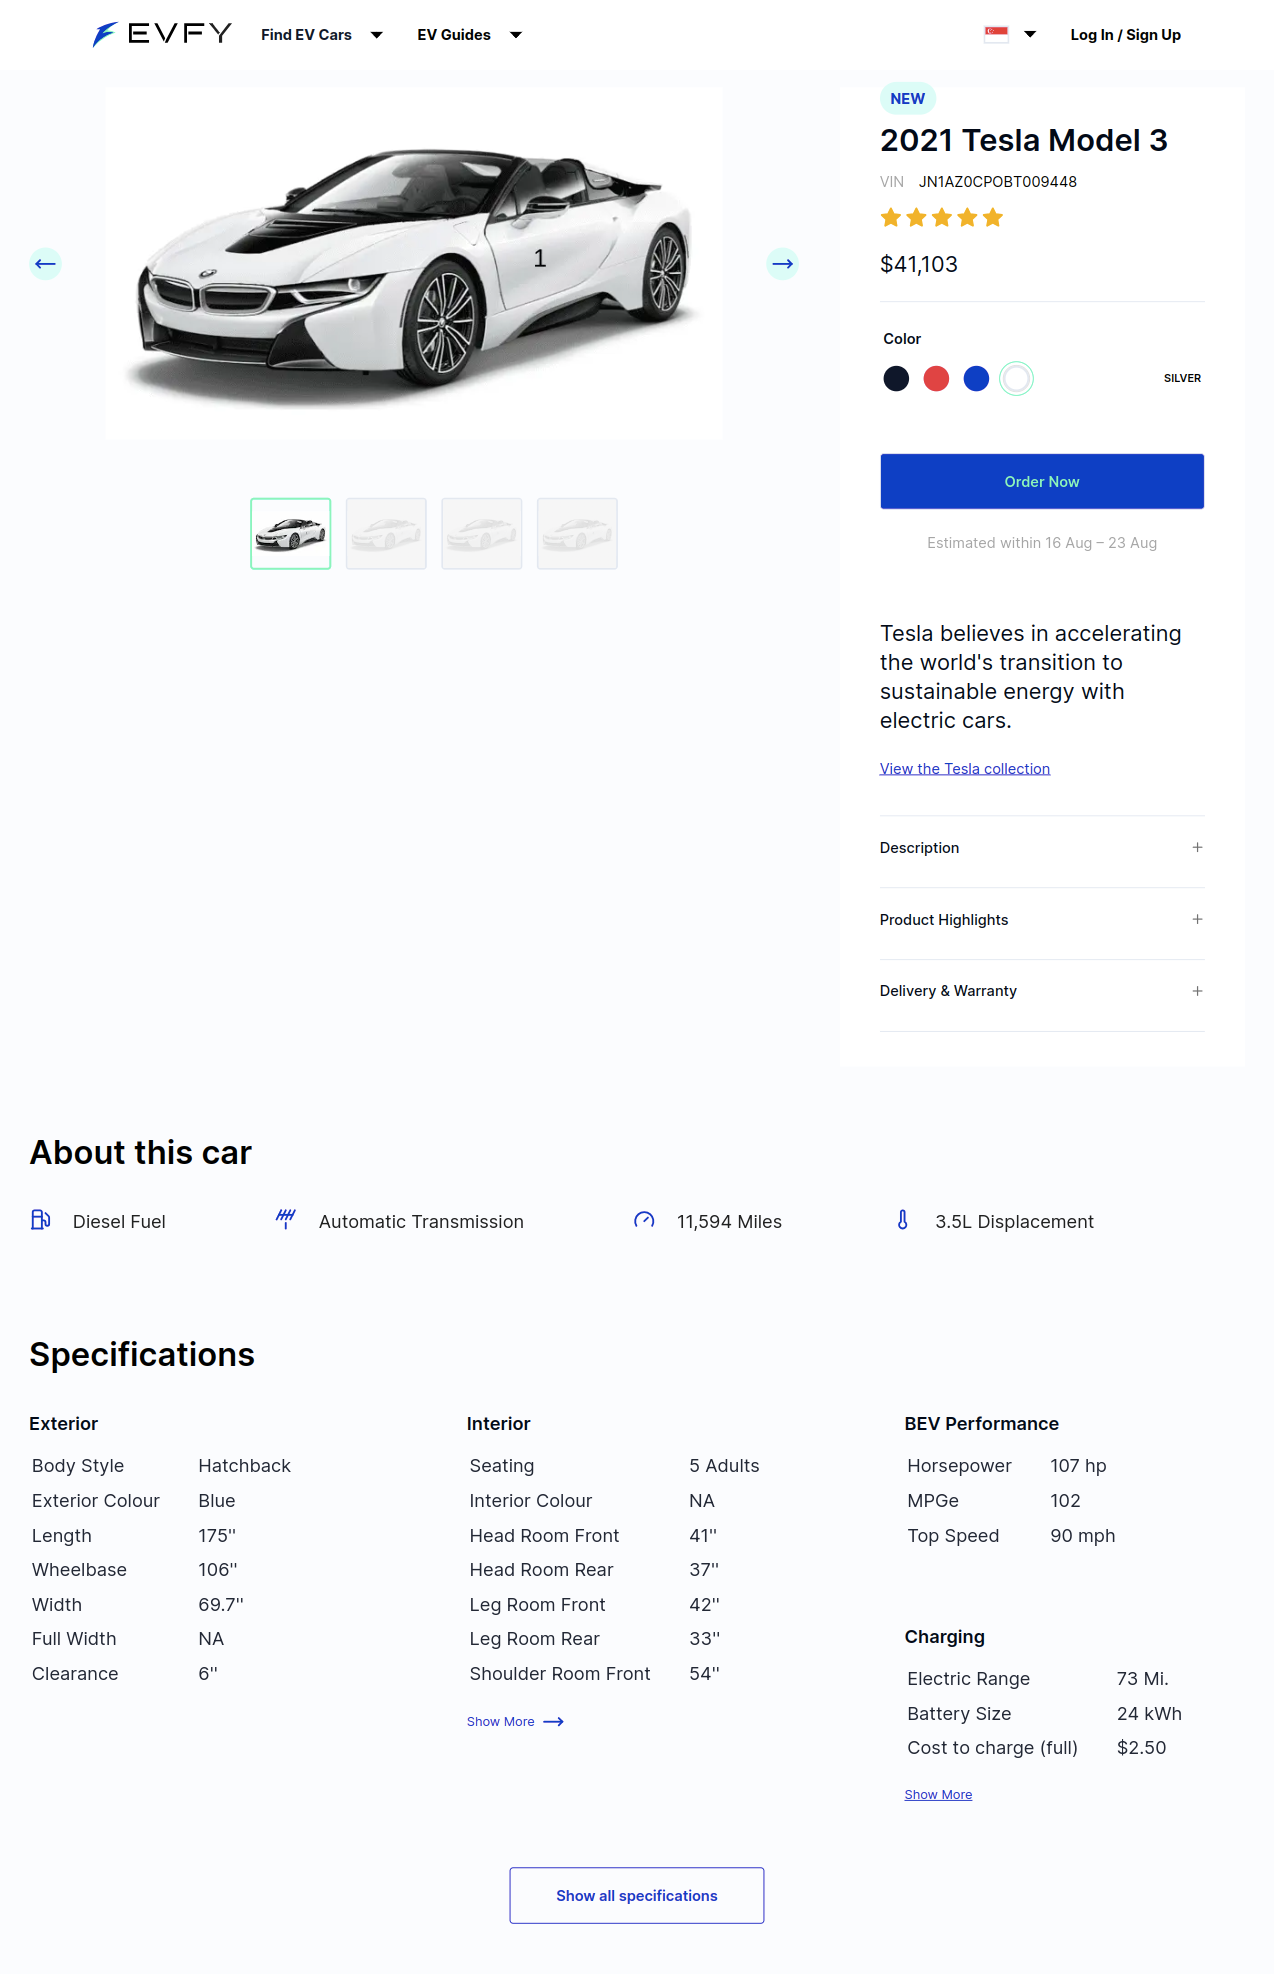 EVFY Find EV Cars EV Guides Log In / Sign Up
1
NEW
2021 Tesla Model 3
VIN JN1AZ0CPOBT009448
$41,103
Color
SILVER
Order Now
Estimated within 16 Aug – 23 Aug
Tesla believes in accelerating
the world's transition to
sustainable energy with
electric cars.
View the Tesla collection
Description +
Product Highlights +
Delivery & Warranty +
About this car
Diesel Fuel Automatic Transmission 11,594 Miles 3.5L Displacement
Specifications
Exterior
Body Style Hatchback
Exterior Colour Blue
Length 175''
Wheelbase 106''
Width 69.7''
Full Width NA
Clearance 6''
Interior
Seating 5 Adults
Interior Colour NA
Head Room Front 41''
Head Room Rear 37''
Leg Room Front 42''
Leg Room Rear 33''
Shoulder Room Front 54''
Show More
BEV Performance
Horsepower 107 hp
MPGe 102
Top Speed 90 mph
Charging
Electric Range 73 Mi.
Battery Size 24 kWh
Cost to charge (full) $2.50
Show More
Show all specifications